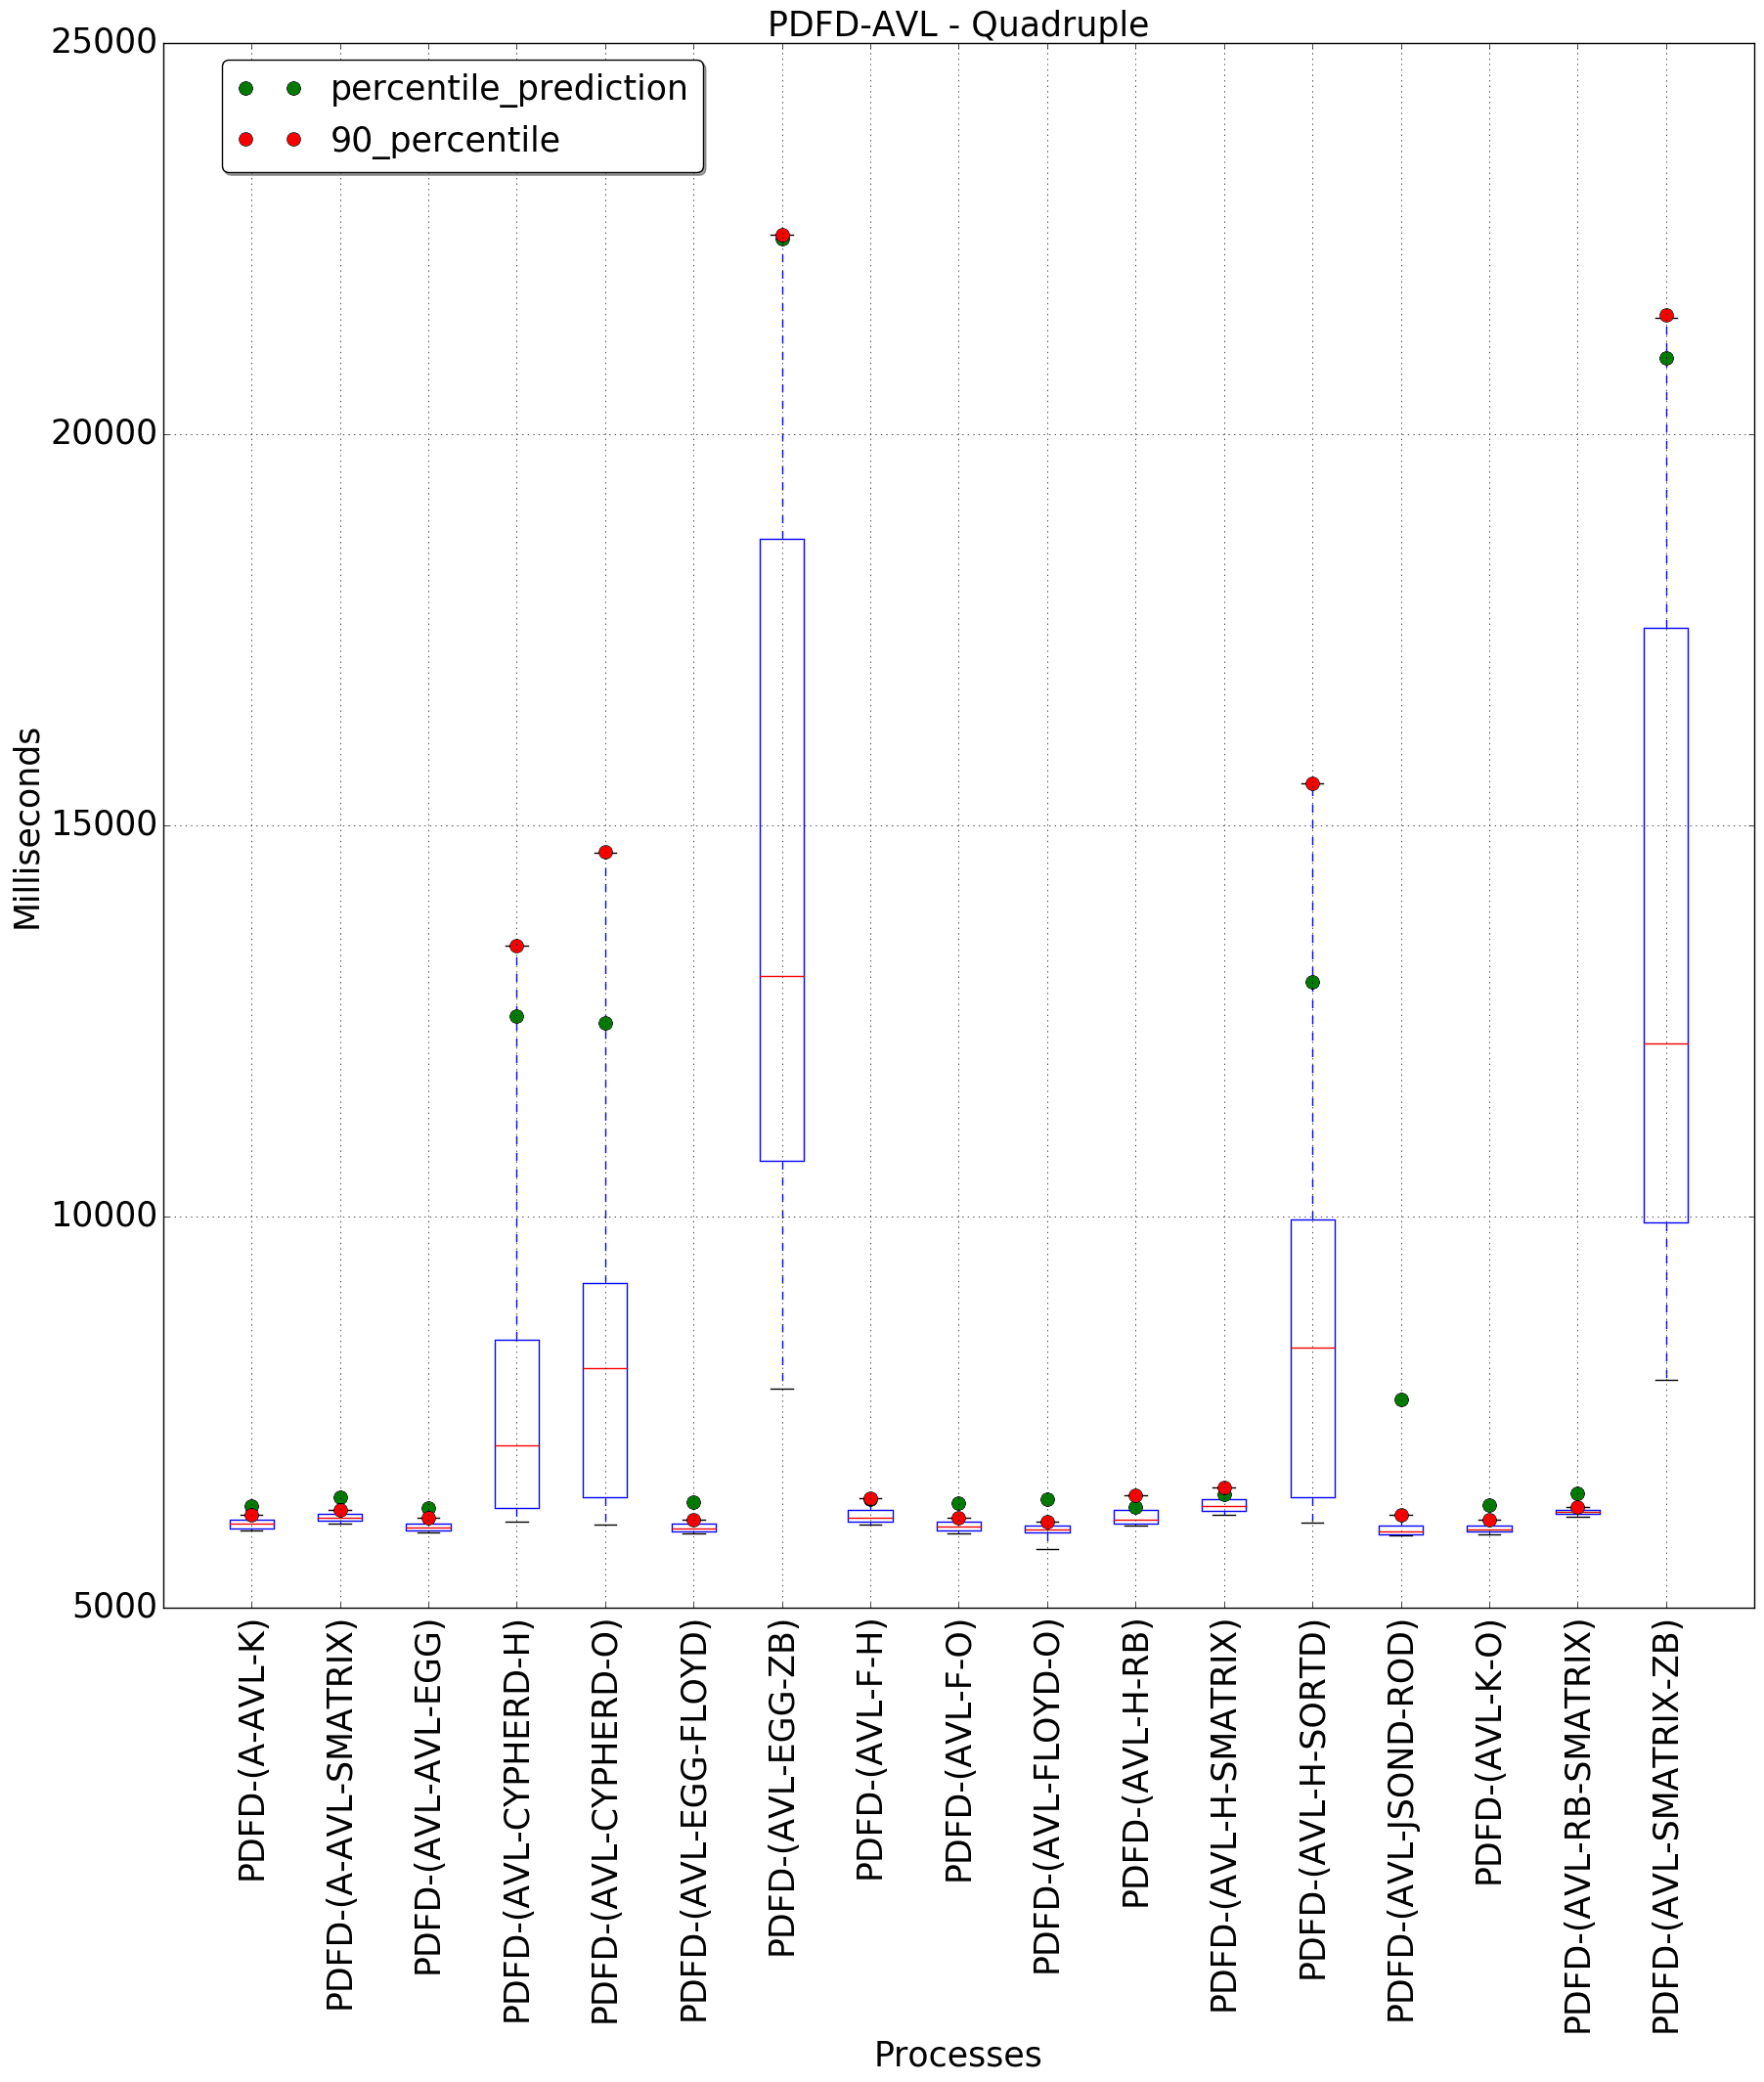 PDFD-AVL - Quadruple
percentile_prediction
90_percentile
25000
20000
15000
10000
5000
Milliseconds
PDFD-(A-AVL-K)
PDFD-(A-AVL-SMATRIX)
PDFD-(AVL-AVL-EGG)
PDFD-(AVL-CYPHERD-H)
PDFD-(AVL-CYPHERD-O)
PDFD-(AVL-EGG-FLOYD)
PDFD-(AVL-EGG-ZB)
PDFD-(AVL-F-H)
PDFD-(AVL-F-O)
PDFD-(AVL-FLOYD-O)
PDFD-(AVL-H-RB)
PDFD-(AVL-H-SMATRIX)
PDFD-(AVL-H-SORTD)
PDFD-(AVL-JSOND-ROD)
PDFD-(AVL-K-O)
PDFD-(AVL-RB-SMATRIX)
PDFD-(AVL-SMATRIX-ZB)
Processes